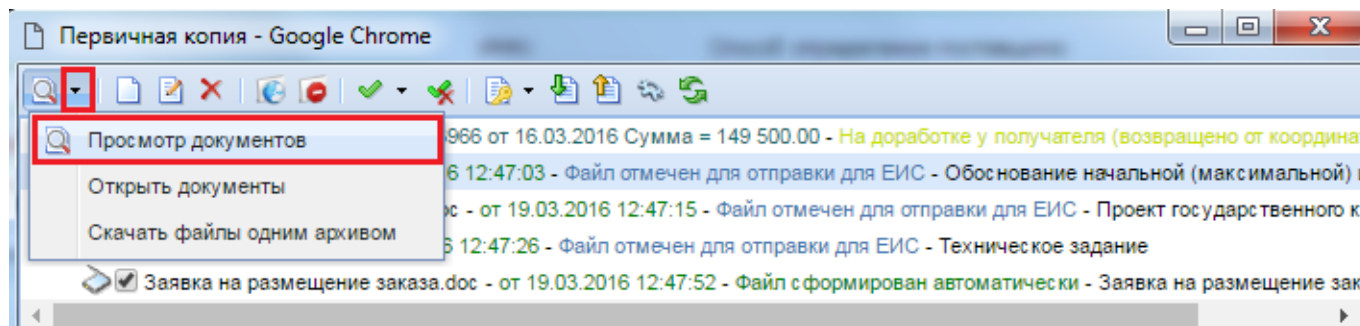 Первичная копия - Google Chrome
Просмотр документов
966 от 16.03.2016 Сумма = 149 500.00 - На доработке у получателя (возвращено от координа
6 12:47:03 - Файл отмечен для отправки для ЕИС - Обоснование начальной (максимальной)
Открыть документы
ос - от 19.03.2016 12:47:15 - Файл отмечен для отправки для ЕИС - Проект государственного к
Скачать файлы одним архивом
6 12:47:26 - Файл отмечен для отправки для ЕИС - Техническое задание
Заявка на размещение заказа.doc - от 19.03.2016 12:47:52 - Файл сформирован автоматически - Заявка на размещение зак